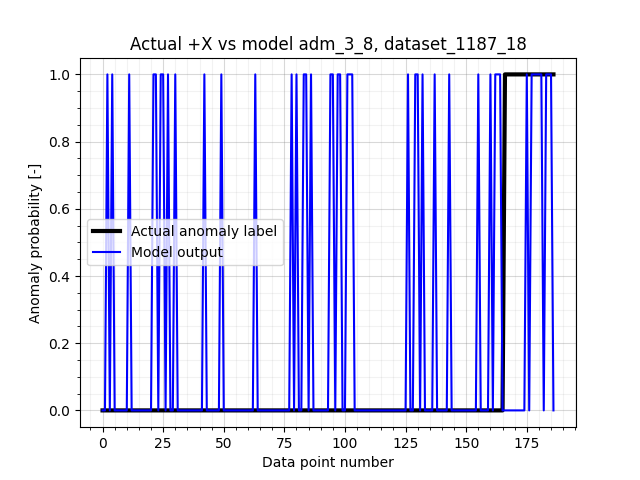 Actual +X vs model adm_3_8, dataset_1187_18
1.0
0.8
0.6
0.4
0.2
0.0
Anomaly probability [-]
Actual anomaly label
Model output
0 25 50 75 100 125 150 175
Data point number